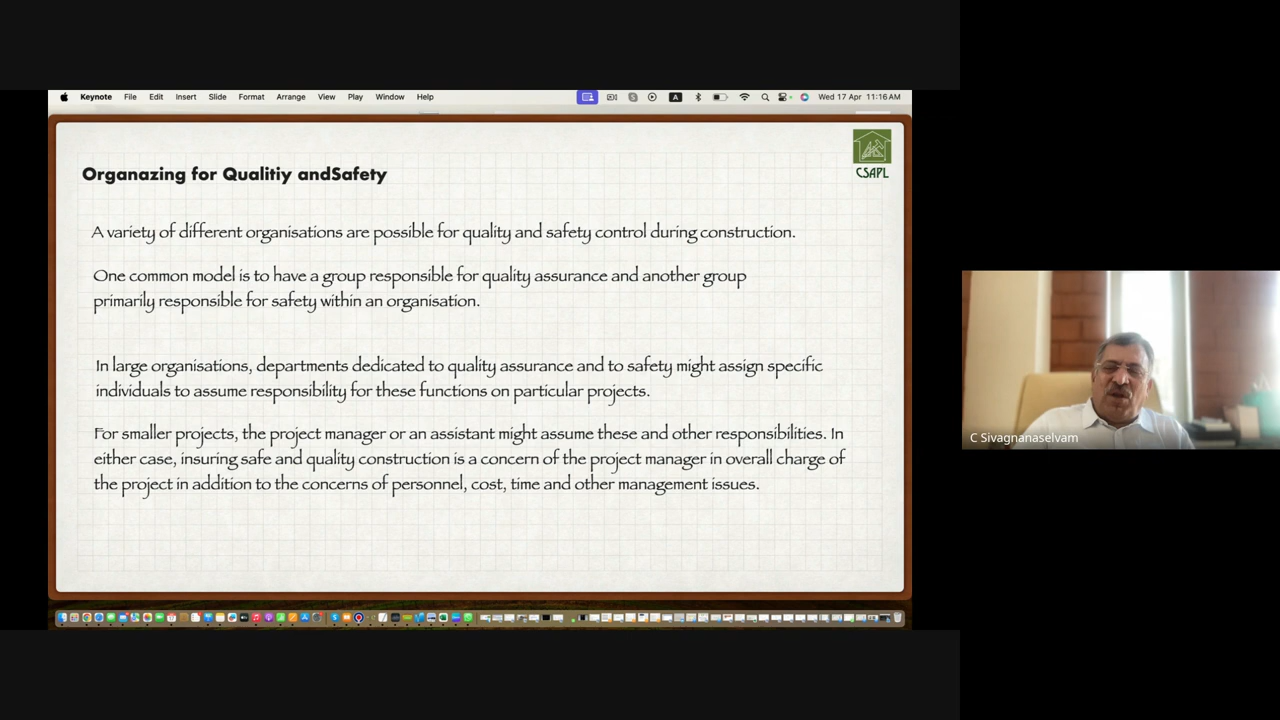 Keynote File Edit Insert Slide Format Arrange View Play Window Help A Wed 17 Apr 11:16 AM
CSAPL
Organazing for Qualitiy andSafety
A variety of different organisations are possible for quality and safety control during construction.
One common model is to have a group responsible for quality assurance and another group
primarily responsible for safety within an organisation.
In large organisations, departments dedicated to quality assurance and to safety might assign specific
individuals to assume responsibility for these functions on particular projects.
For smaller projects, the project manager or an assistant might assume these and other responsibilities. In
either case, insuring safe and quality construction is a concern of the project manager in overall charge of
the project in addition to the concerns of personnel, cost, time and other management issues.
C Sivagnanaselvam